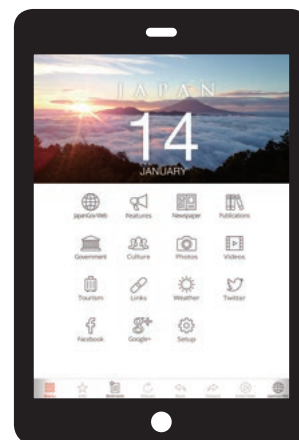 JAPAN
14
JANUARY
JapanGov Web Features Newspaper Publications
Government Culture Photos Videos
Tourism Links Weather Twitter
Facebook Google+ Setup
Menu